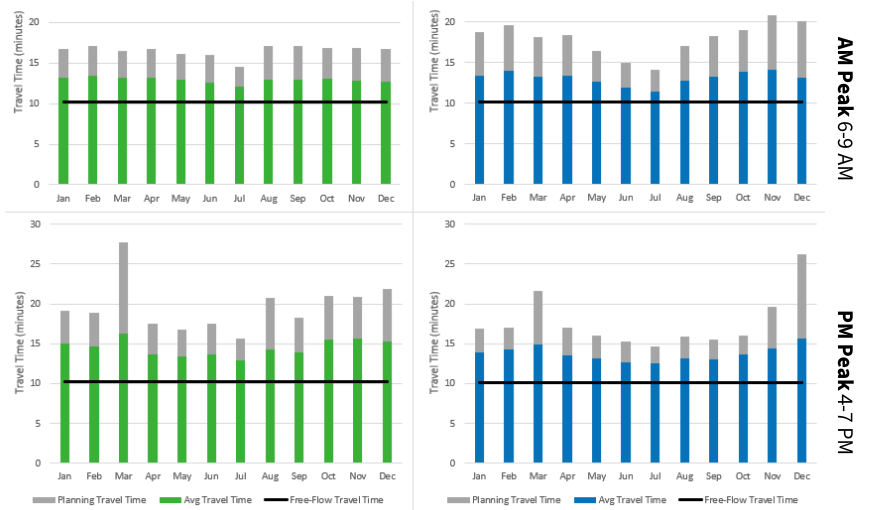 Travel Time (minutes)
20
15
10
5
0
Jan Feb Mar Apr May Jun Jul Aug Sep Oct Nov Dec
Travel Time (minutes)
20
15
10
5
0
Jan Feb Mar Apr May Jun Jul Aug Sep Oct Nov Dec
AM Peak 6-9 AM
Travel Time (minutes)
30
25
20
15
10
5
0
Jan Feb Mar Apr May Jun Jul Aug Sep Oct Nov Dec
Planning Travel Time Avg Travel Time Free-Flow Travel Time
Travel Time (minutes)
30
25
20
15
10
5
0
Jan Feb Mar Apr May Jun Jul Aug Sep Oct Nov Dec
Planning Travel Time Avg Travel Time Free-Flow Travel Time
PM Peak 4-7 PM